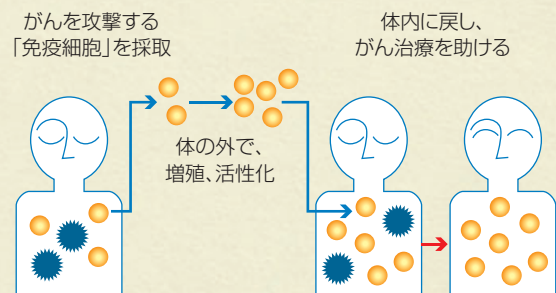 がんを攻撃する
「免疫細胞」を採取
体の外で、
増殖、活性化
体内に戻し、
がん治療を助ける